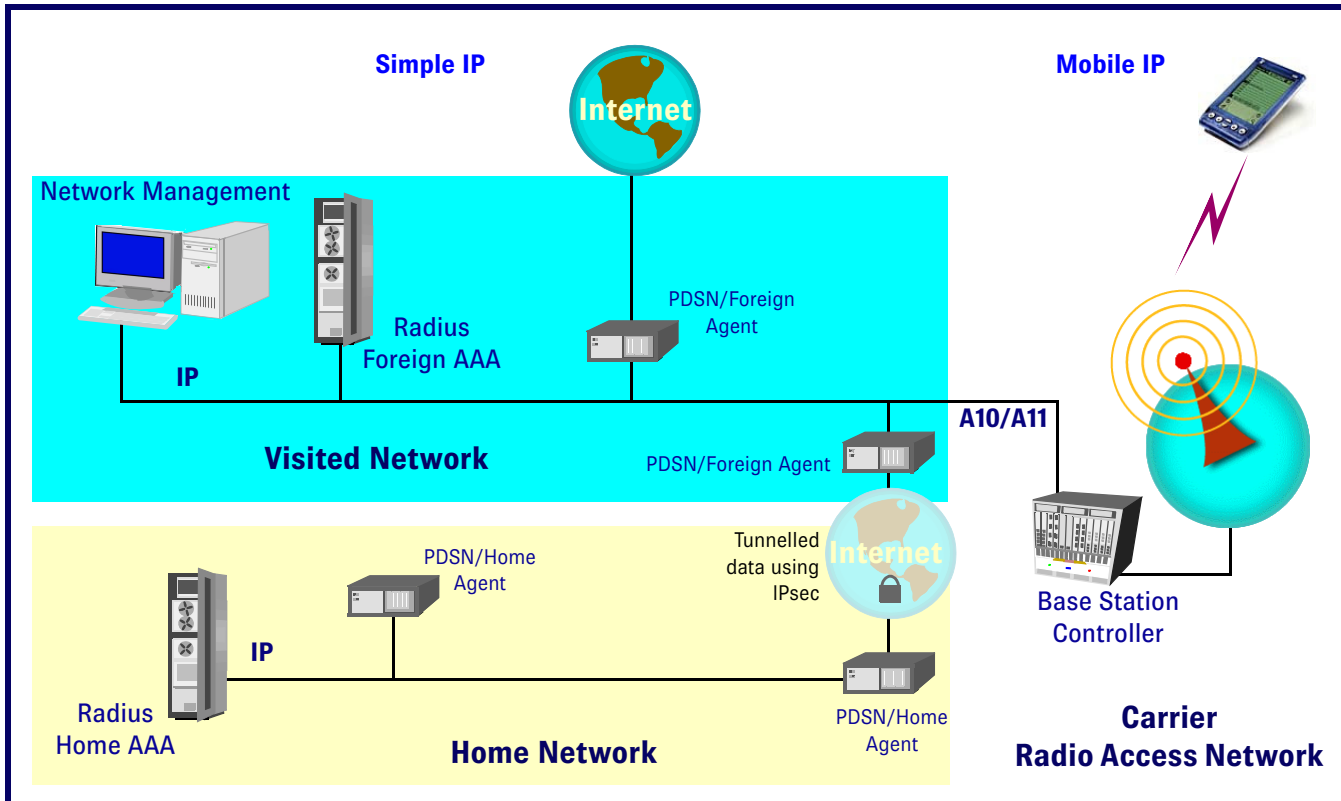 Simple IP
Mobile IP
Internet
Network Management
PDSN/Foreign
Agent
Radius
Foreign AAA
IP
A10/A11
Visited Network
PDSN/Foreign Agent
Tunnelled
data using
IPsec
Internet
PDSN/Home
Agent
Base Station
Controller
IP
Radius
Home AAA
PDSN/Home
Agent
Home Network
Carrier
Radio Access Network